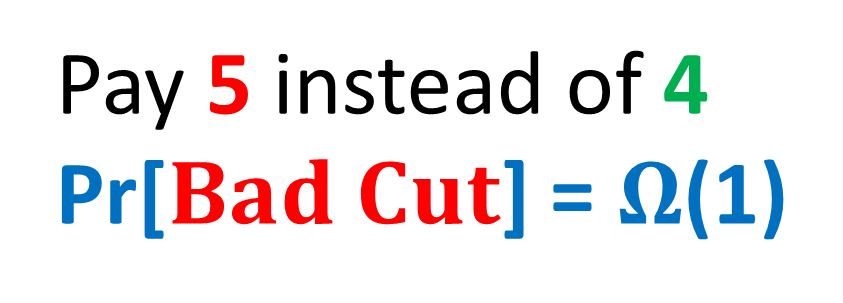 Pay 5 instead of 4
Pr[Bad Cut] = Ω(1)